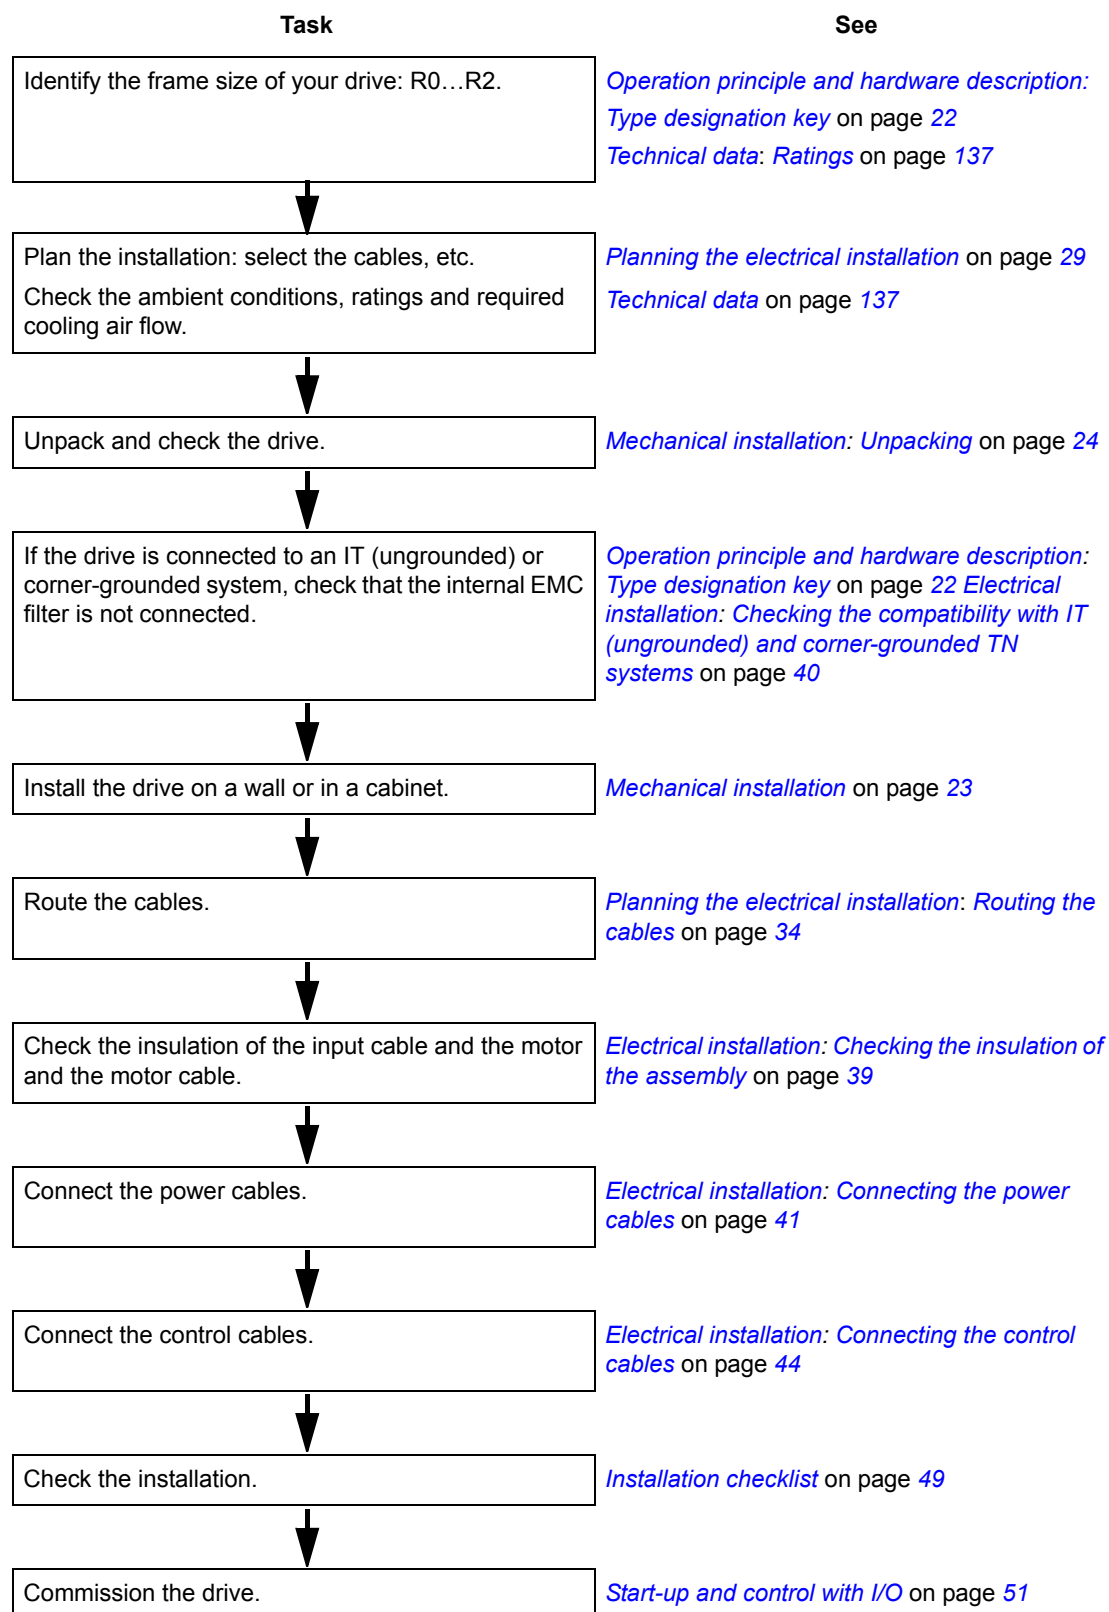 Task See
Identify the frame size of your drive: R0…R2.
Operation principle and hardware description:
Type designation key on page 22
Technical data: Ratings on page 137
Plan the installation: select the cables, etc.
Check the ambient conditions, ratings and required
cooling air flow.
Planning the electrical installation on page 29
Technical data on page 137
Unpack and check the drive.
Mechanical installation: Unpacking on page 24
If the drive is connected to an IT (ungrounded) or
corner-grounded system, check that the internal EMC
filter is not connected.
Operation principle and hardware description:
Type designation key on page 22 Electrical
installation: Checking the compatibility with IT
(ungrounded) and corner-grounded TN
systems on page 40
Install the drive on a wall or in a cabinet.
Mechanical installation on page 23
Route the cables.
Planning the electrical installation: Routing the
cables on page 34
Check the insulation of the input cable and the motor
and the motor cable.
Electrical installation: Checking the insulation of
the assembly on page 39
Connect the power cables.
Electrical installation: Connecting the power
cables on page 41
Connect the control cables.
Electrical installation: Connecting the control
cables on page 44
Check the installation.
Installation checklist on page 49
Commission the drive.
Start-up and control with I/O on page 51